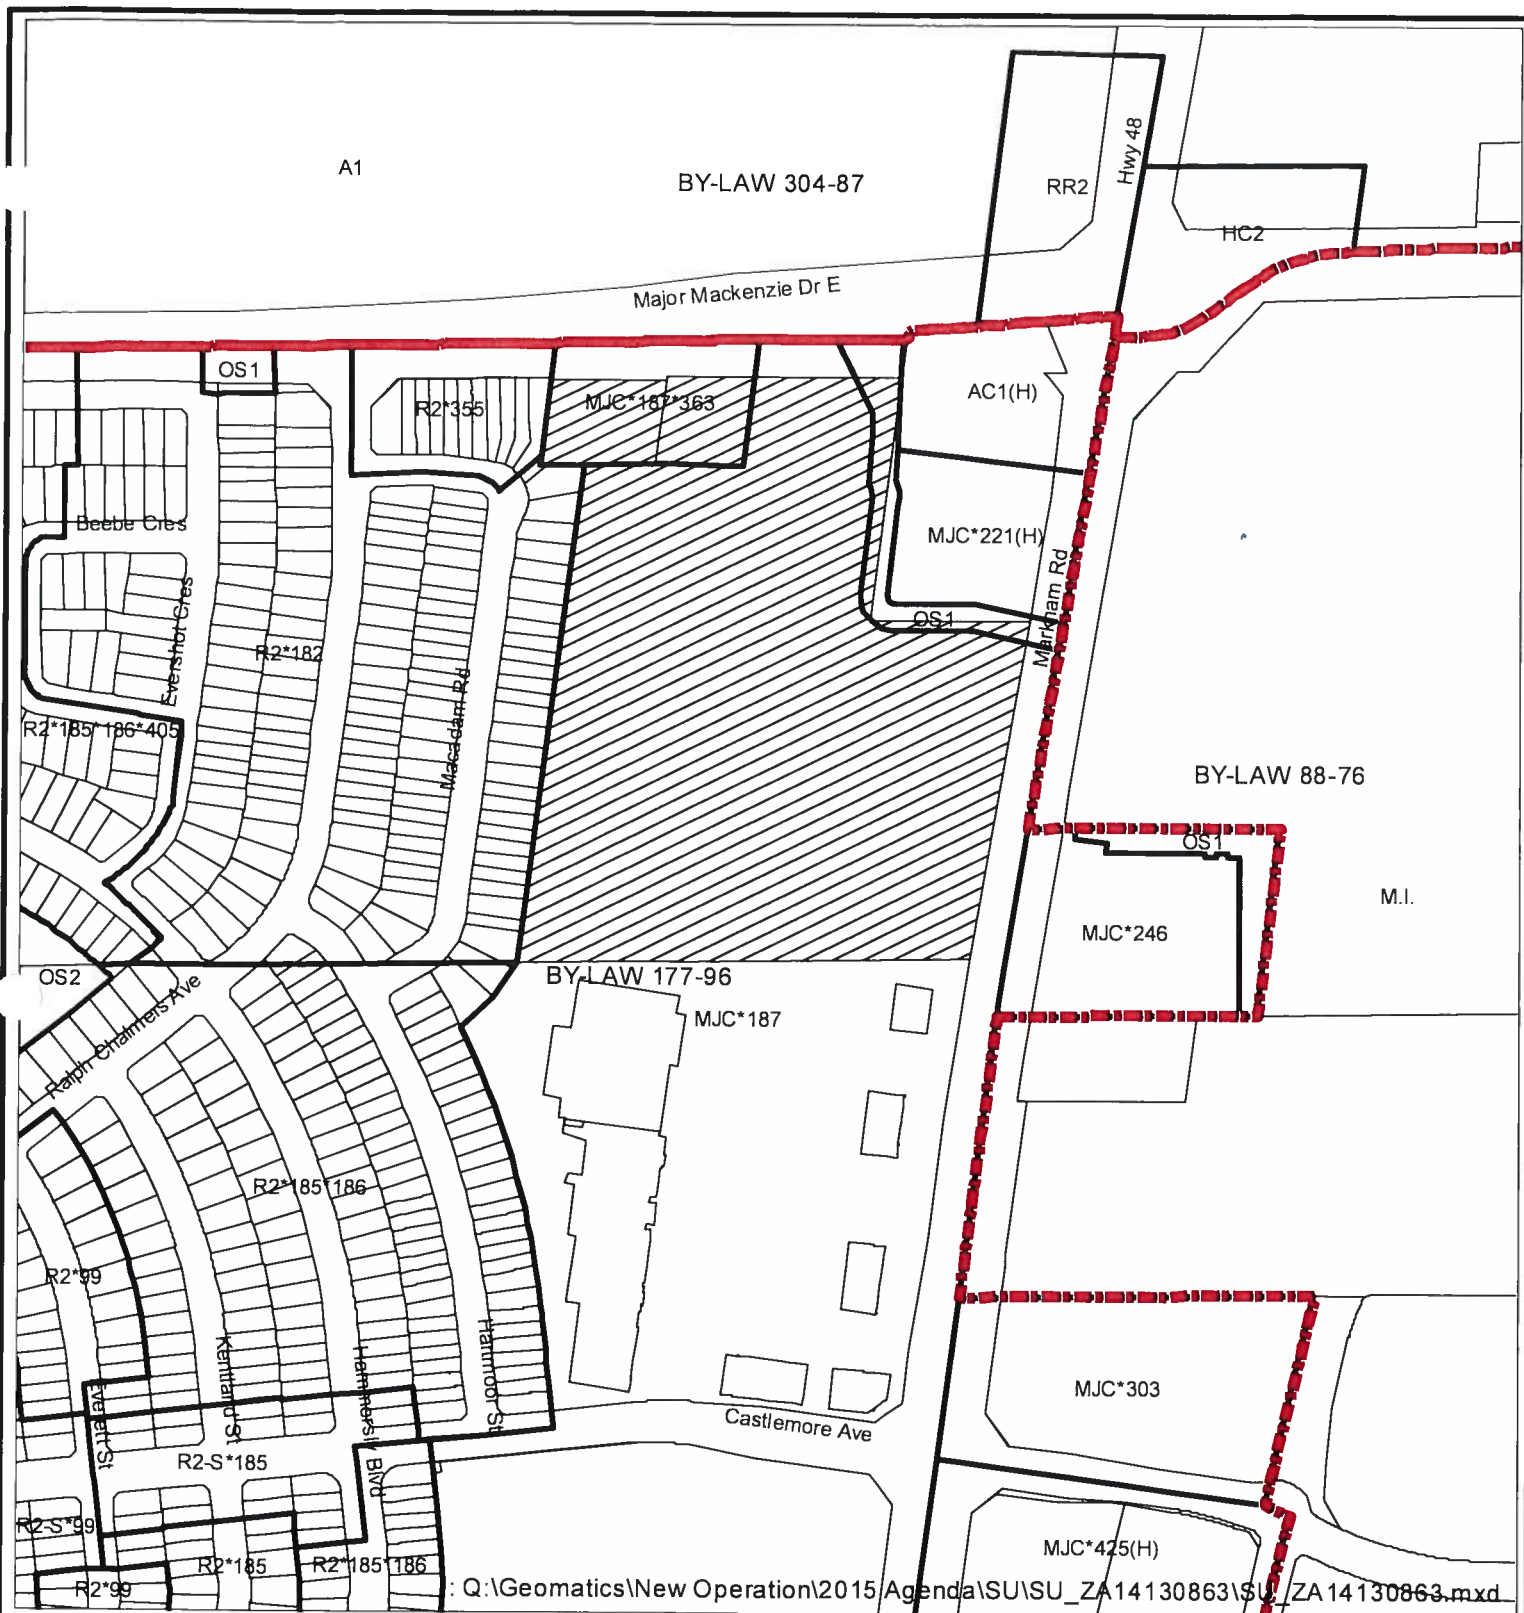 A1
BY-LAW 304-87
RR2
Hwy 48
HC2
Major Mackenzie Dr E
OS1
R2*355
MJC*187*363
AC1(H)
Beebe Cres
MJC*221(H)
Evershot Cres
R2*182
Macadam Rd
OS1
Markham Rd
R2*185*186*405
BY-LAW 88-76
OS1
M.I.
MJC*246
OS2
BY-LAW 177-96
MJC*187
Ralph Chalmers Ave
R2*185*186
R2*99
Everett St
Kentland St
Hammersly Blvd
Hanmoor St
MJC*303
Castlemore Ave
R2-S*185
R2-S*99
R2*185
R2*185*186
MJC*425(H)
R2*99
: Q:\Geomatics\New Operation\2015 Agenda\SU\SU_ZA14130863\SU_ZA14130863.mxd